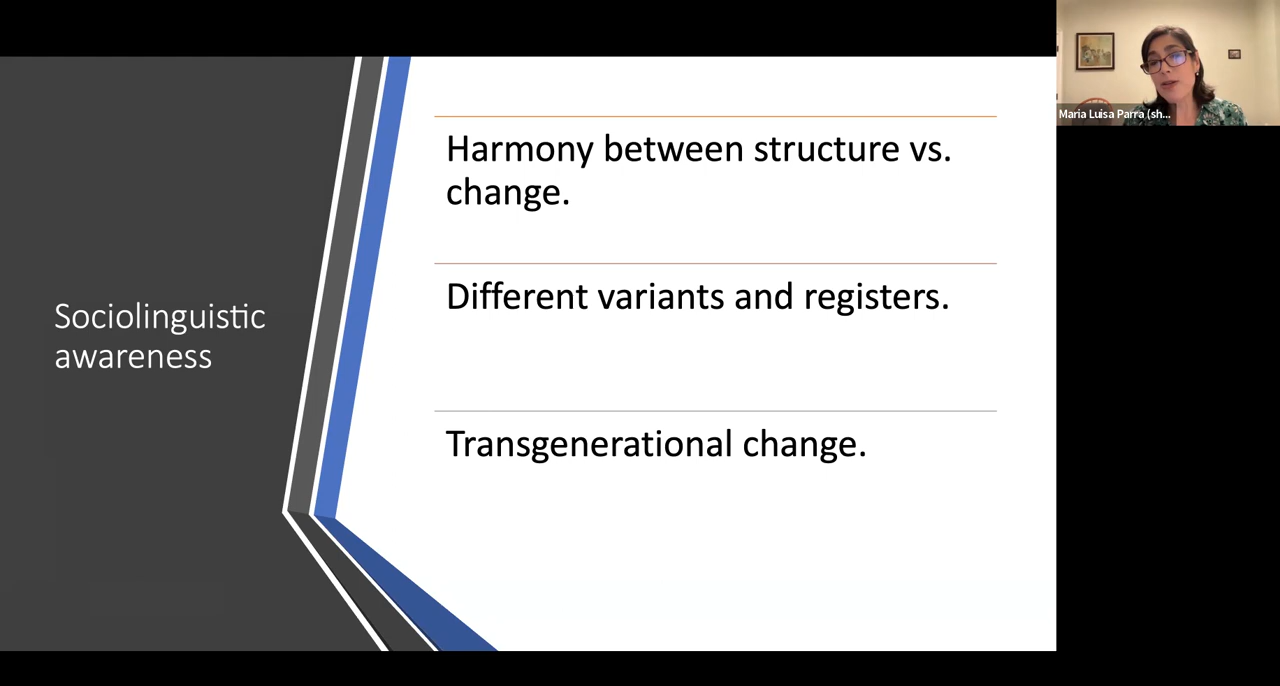 Sociolinguistic
awareness
Harmony between structure vs.
change.
Different variants and registers.
Transgenerational change.
Maria Luisa Parra (sh...